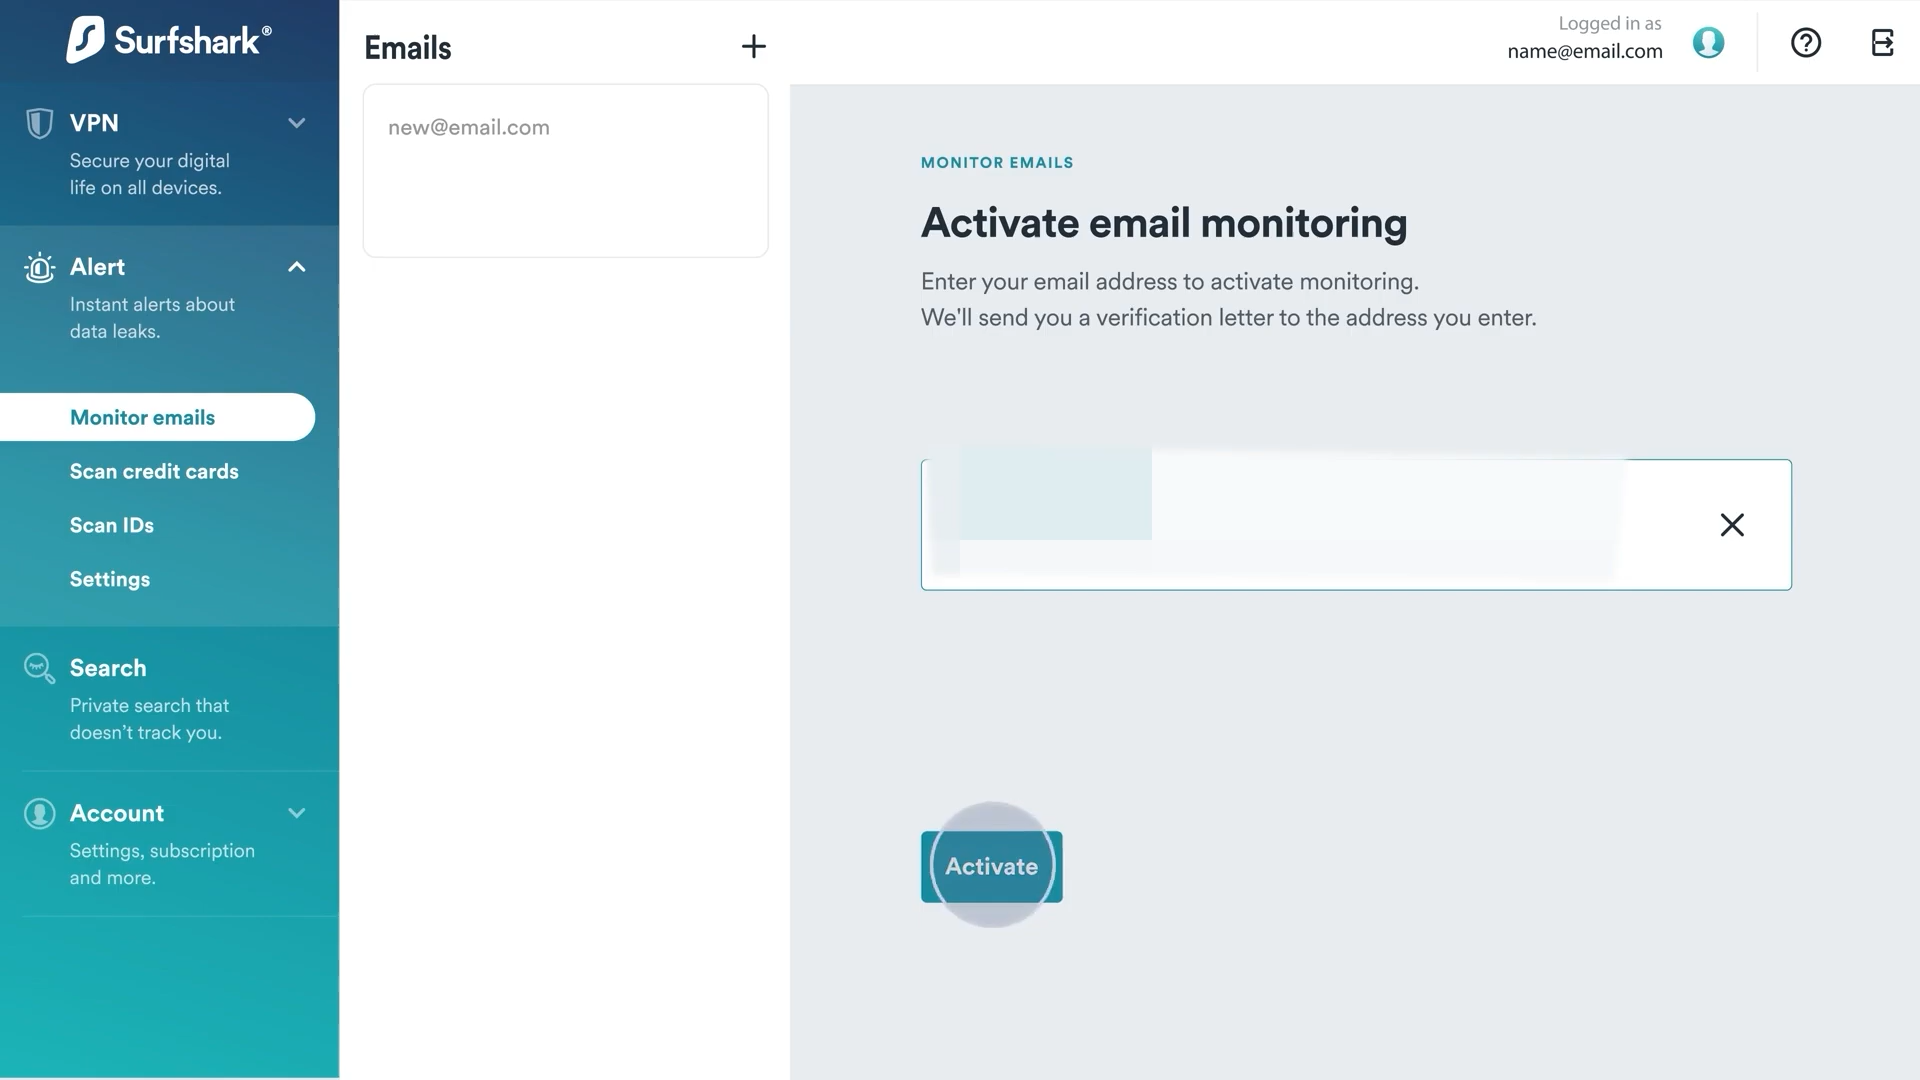 Surfshark®
VPN
Secure your digital
life on all devices.
Alert
Instant alerts about
data leaks.
Monitor emails
Scan credit cards
Scan IDs
Settings
Search
Private search that
doesn't track you.
Account
Settings, subscription
and more.
Emails
new@email.com
Logged in as
name@email.com
MONITOR EMAILS
Activate email monitoring
Enter your email address to activate monitoring.
We'll send you a verification letter to the address you enter.
Activate